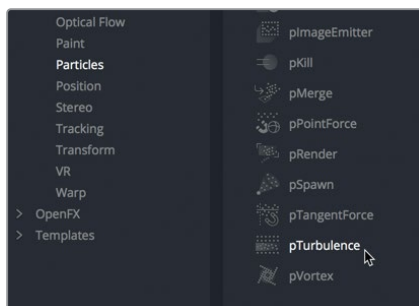 Optical Flow
Paint
Particles
Position
Stereo
Tracking
Transform
VR
Warp
> OpenFX
> Templates
pImageEmitter
pKill
pMerge
pPointForce
pRender
pSpawn
pTangentForce
pTurbulence
pVortex